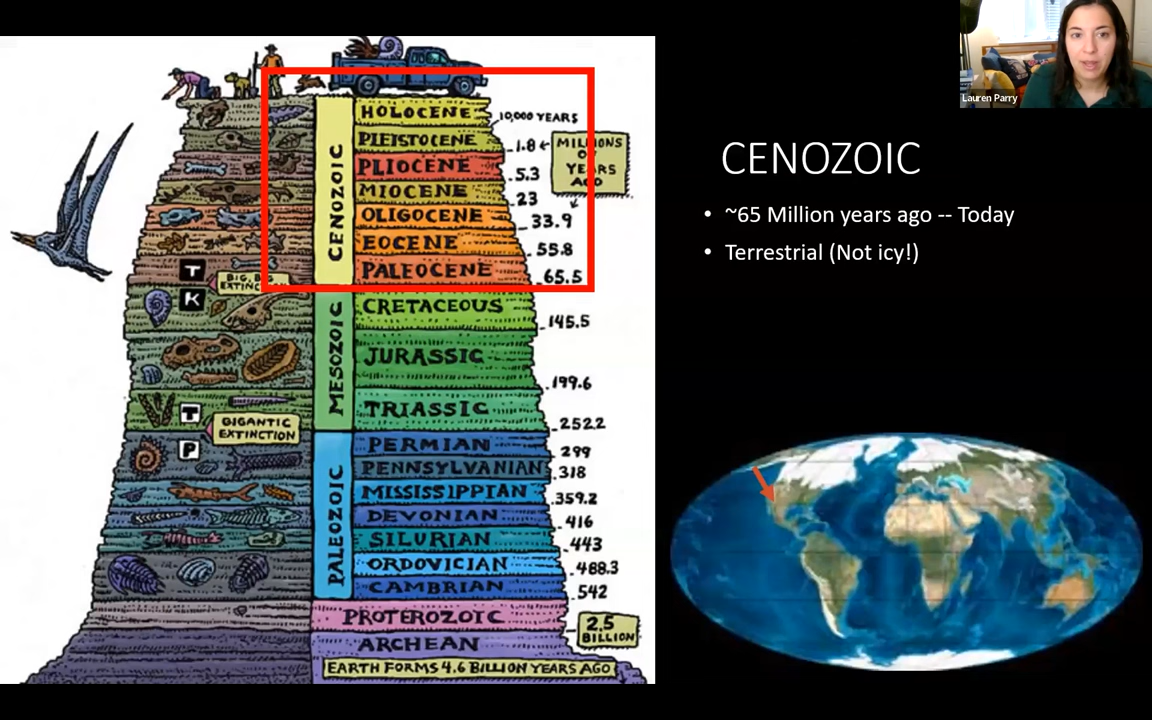 HOLOCENE
10,000 YEARS
PLEISTOCENE
1.8
MILLIONS
OF
YEARS
AGO
PLIOCENE
5.3
MIOCENE
23
OLIGOCENE
33.9
EOCENE
55.8
PALEOCENE
65.5
CENOZOIC
T
BIG, BIG
K
CRETACEOUS
145.5
JURASSIC
199.6
TRIASSIC
252.2
MESOZOIC
T
GIGANTIC
EXTINCTION
P
PERMIAN
299
PENNSYLVANIAN
318
MISSISSIPPIAN
359.2
DEVONIAN
416
SILURIAN
443
ORDOVICIAN
488.3
CAMBRIAN
542
PALEOZOIC
PROTEROZOIC
2.5
BILLION
ARCHEAN
EARTH FORMS 4.6 BILLION YEARS AGO
Lauren Parry
CENOZOIC
• ~65 Million years ago -- Today
• Terrestrial (Not icy!)